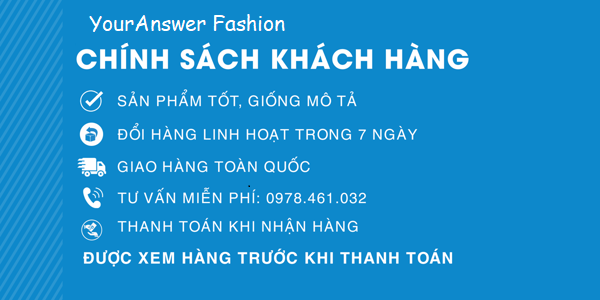 YourAnswer Fashion
CHÍNH SÁCH KHÁCH HÀNG
SẢN PHẨM TỐT, GIỐNG MÔ TẢ
ĐỔI HÀNG LINH HOẠT TRONG 7 NGÀY
GIAO HÀNG TOÀN QUỐC
TƯ VẤN MIỄN PHÍ: 0978.461.032
THANH TOÁN KHI NHẬN HÀNG
ĐƯỢC XEM HÀNG TRƯỚC KHI THANH TOÁN